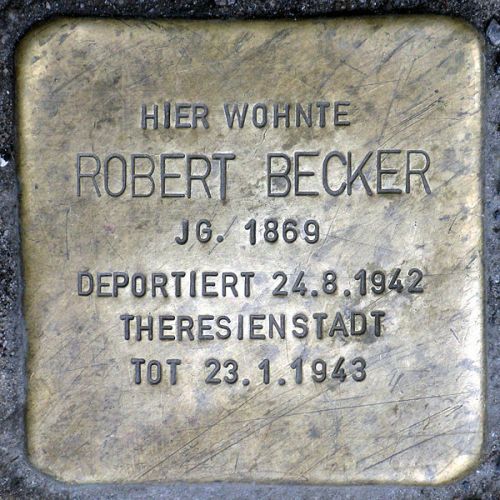 HIER WOHNTE
ROBERT BECKER
JG. 1869
DEPORTIERT 24.8.1942
THERESIENSTADT
TOT 23.1.1943